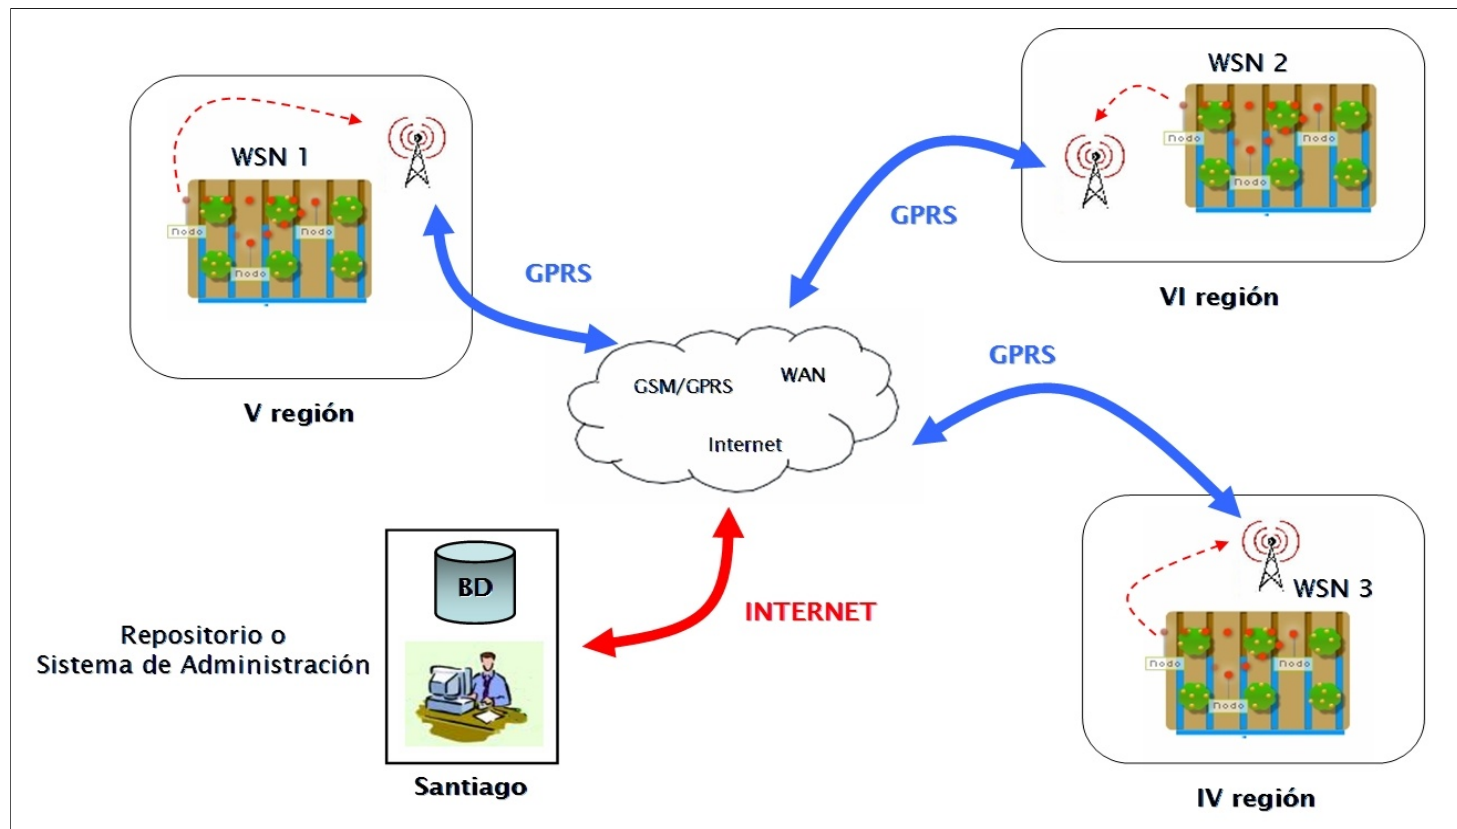 WSN 1
Nodo
Nodo
Nodo
V región
GPRS
WSN 2
Nodo
Nodo
Nodo
VI región
GPRS
GSM/GPRS
WAN
Internet
GPRS
WSN 3
Nodo
Nodo
Nodo
IV región
INTERNET
BD
Repositorio o
Sistema de Administración
Santiago